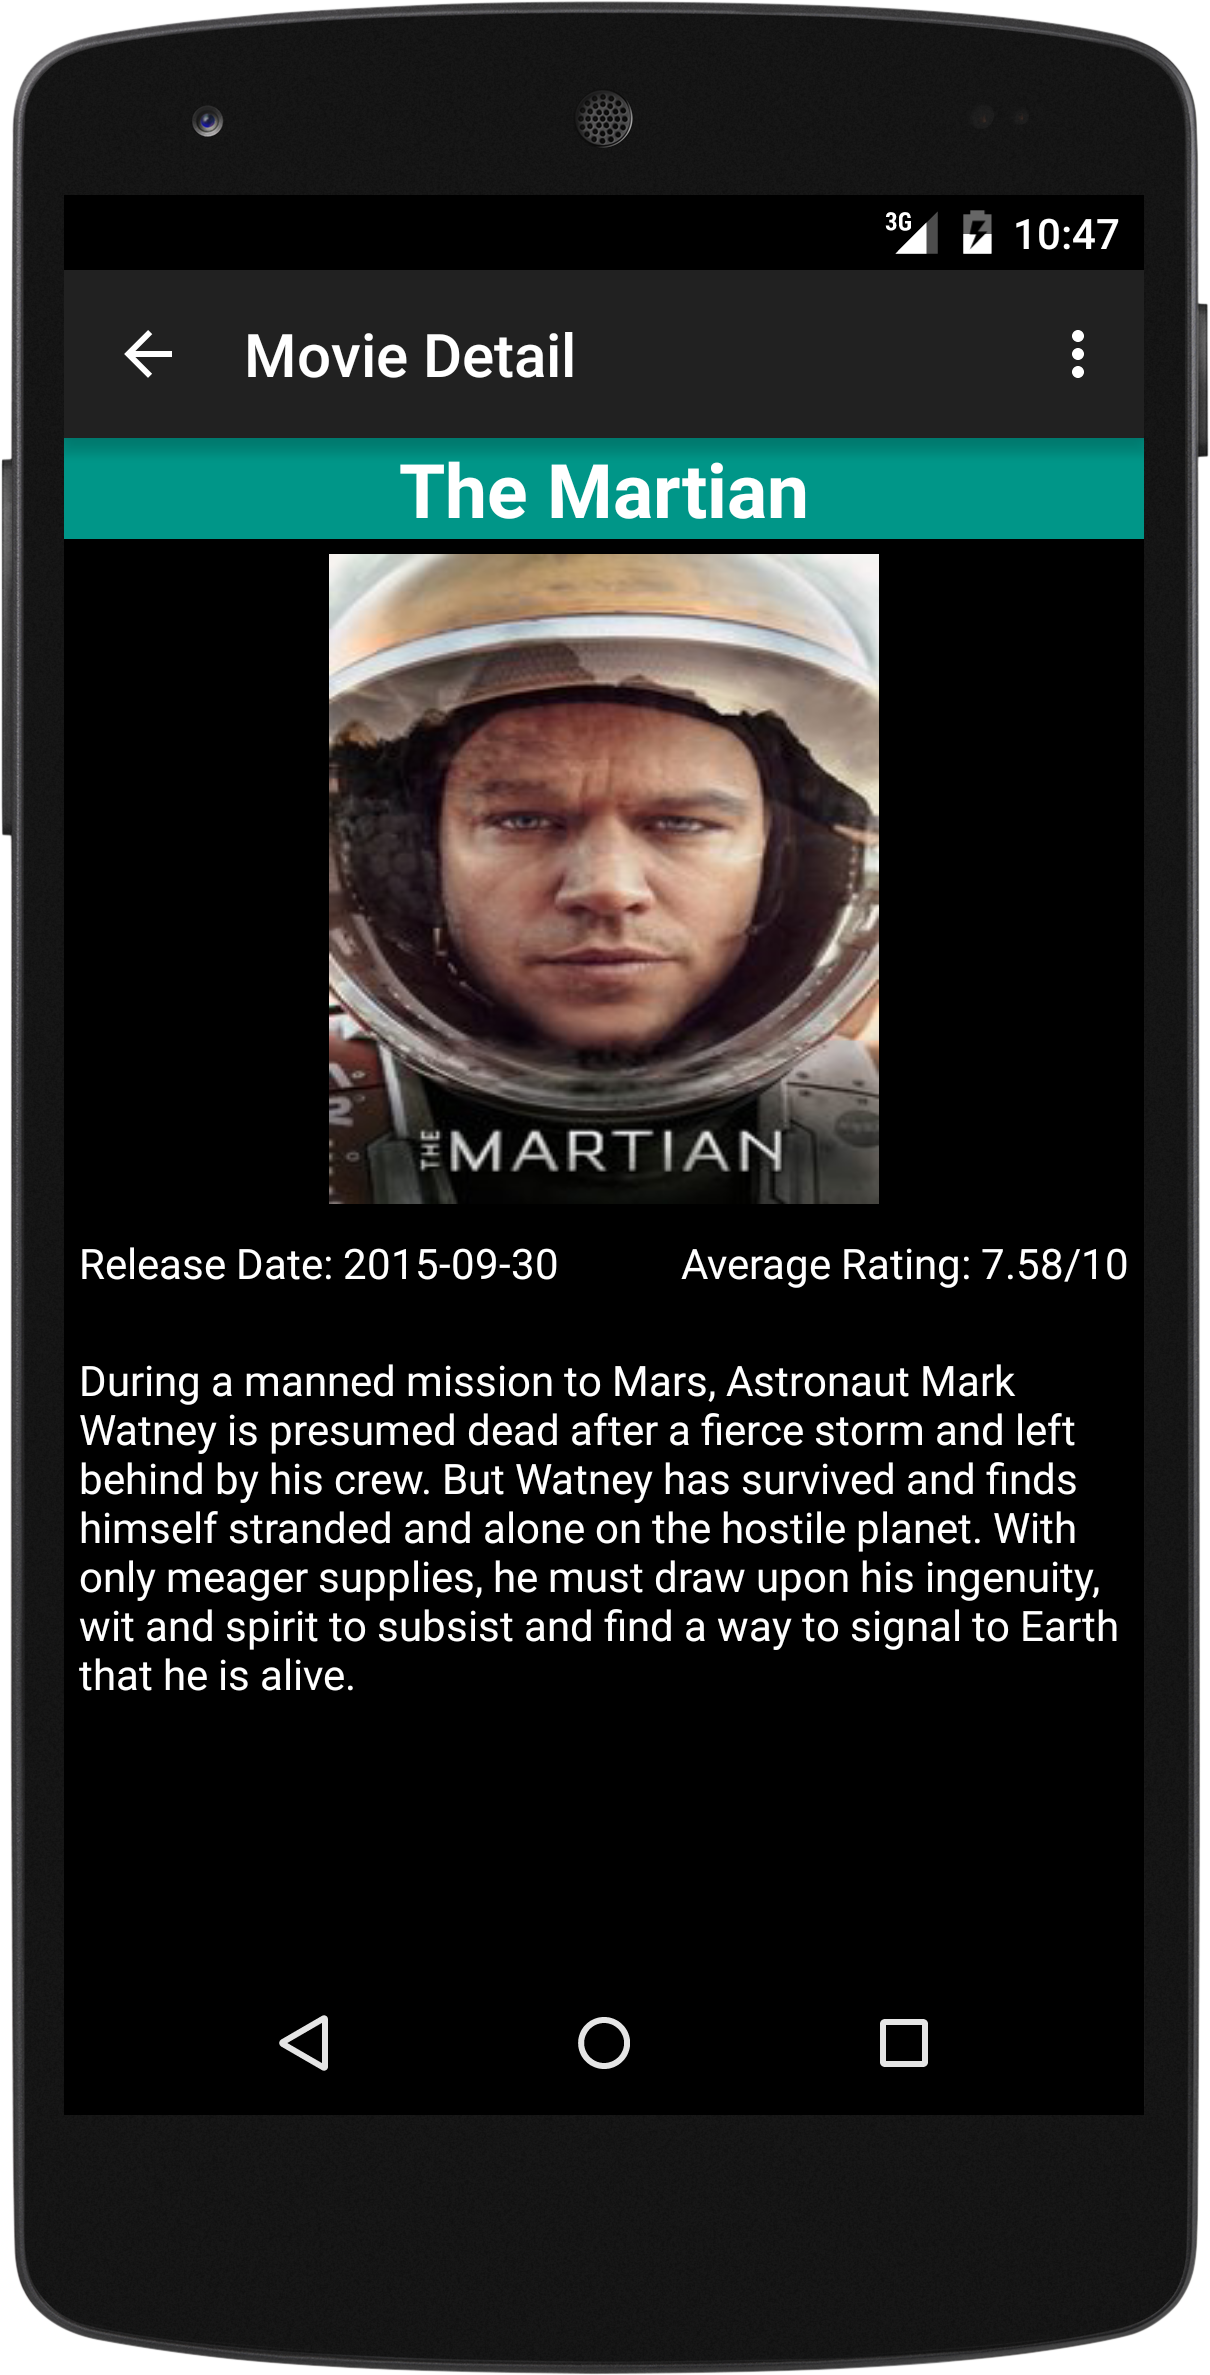 3G 10:47
Movie Detail
The Martian
THE MARTIAN
Release Date: 2015-09-30 Average Rating: 7.58/10
During a manned mission to Mars, Astronaut Mark
Watney is presumed dead after a fierce storm and left
behind by his crew. But Watney has survived and finds
himself stranded and alone on the hostile planet. With
only meager supplies, he must draw upon his ingenuity,
wit and spirit to subsist and find a way to signal to Earth
that he is alive.